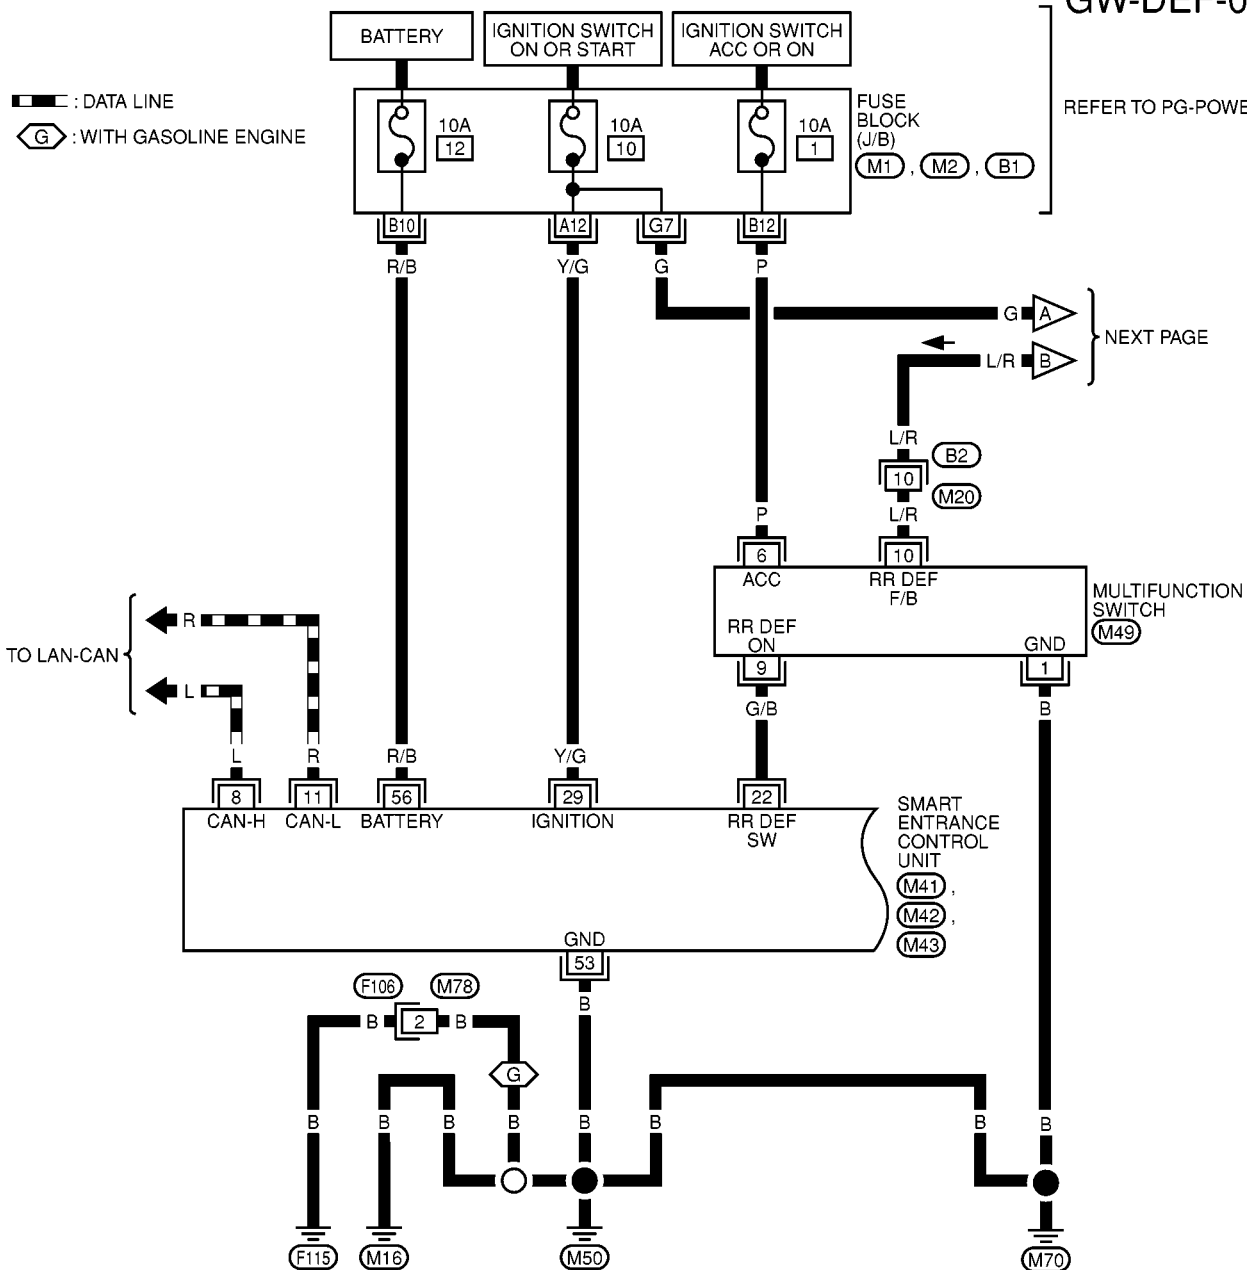 GW-DEF-0
BATTERY
IGNITION SWITCH
ON OR START
IGNITION SWITCH
ACC OR ON
: DATA LINE
G : WITH GASOLINE ENGINE
10A
12
10A
10
10A
1
FUSE
BLOCK
(J/B)
M1 , M2 , B1
REFER TO PG-POWE
B10
A12
G7
B12
R/B
Y/G
G
P
G
A
L/R
B
NEXT PAGE
L/R
B2
10
M20
L/R
P
6
10
ACC
RR DEF
F/B
RR DEF
ON
GND
MULTIFUNCTION
SWITCH
M49
9
1
G/B
B
TO LAN-CAN
R
L
L
R
R/B
Y/G
8
11
56
29
22
CAN-H
CAN-L
BATTERY
IGNITION
RR DEF
SW
SMART
ENTRANCE
CONTROL
UNIT
M41 ,
M42 ,
M43
GND
53
F106
M78
B
2
B
B
G
B
B
B
B
B
B
B
B
F115
M16
M50
M70